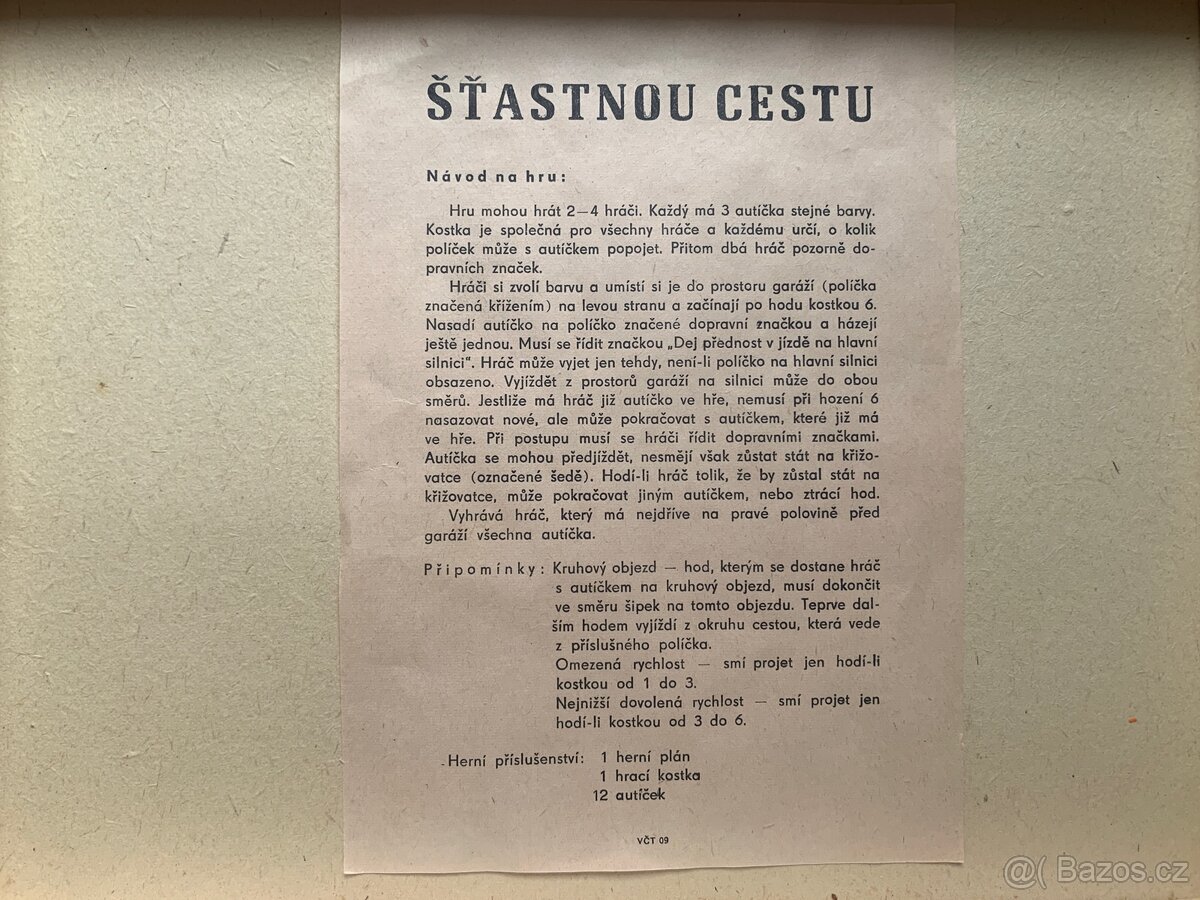 ŠŤASTNOU CESTU
Návod na hru:
Hru mohou hrát 2—4 hráči. Každý má 3 autíčka stejné barvy.
Kostka je společná pro všechny hráče a každému určí, o kolik
políček může s autíčkem popojet. Přitom dbá hráč pozorně do-
pravních značek.
Hráči si zvolí barvu a umístí si je do prostoru garáží (políčka
značená křížením) na levou stranu a začínají po hodu kostkou 6.
Nasadí autíčko na políčko značené dopravní značkou a házejí
ještě jednou. Musí se řídit značkou „Dej přednost v jízdě na hlavní
silnici“. Hráč může vyjet jen tehdy, není-li políčko na hlavní silnici
obsazeno. Vyjíždět z prostorů garáží na silnici může do obou
směrů. Jestliže má hráč již autíčko ve hře, nemusí při hození 6
nasazovat nové, ale může pokračovat s autíčkem, které již má
ve hře. Při postupu musí se hráči řídit dopravními značkami.
Autíčka se mohou předjíždět, nesmějí však zůstat stát na křižo-
vatce (označené šedě). Hodí-li hráč tolik, že by zůstal stát na
křižovatce, může pokračovat jiným autíčkem, nebo ztrácí hod.
Vyhrává hráč, který má nejdříve na pravé polovině před
garáží všechna autíčka.
Připomínky: Kruhový objezd — hod, kterým se dostane hráč
s autíčkem na kruhový objezd, musí dokončit
ve směru šipek na tomto objezdu. Teprve dal-
ším hodem vyjíždí z okruhu cestou, která vede
z příslušného políčka.
Omezená rychlost — smí projet jen hodí-li
kostkou od 1 do 3.
Nejnižší dovolená rychlost — smí projet jen
hodí-li kostkou od 3 do 6.
Herní příslušenství: 1 herní plán
1 hrací kostka
12 autíček
VČT 09
@( Bazos.cz